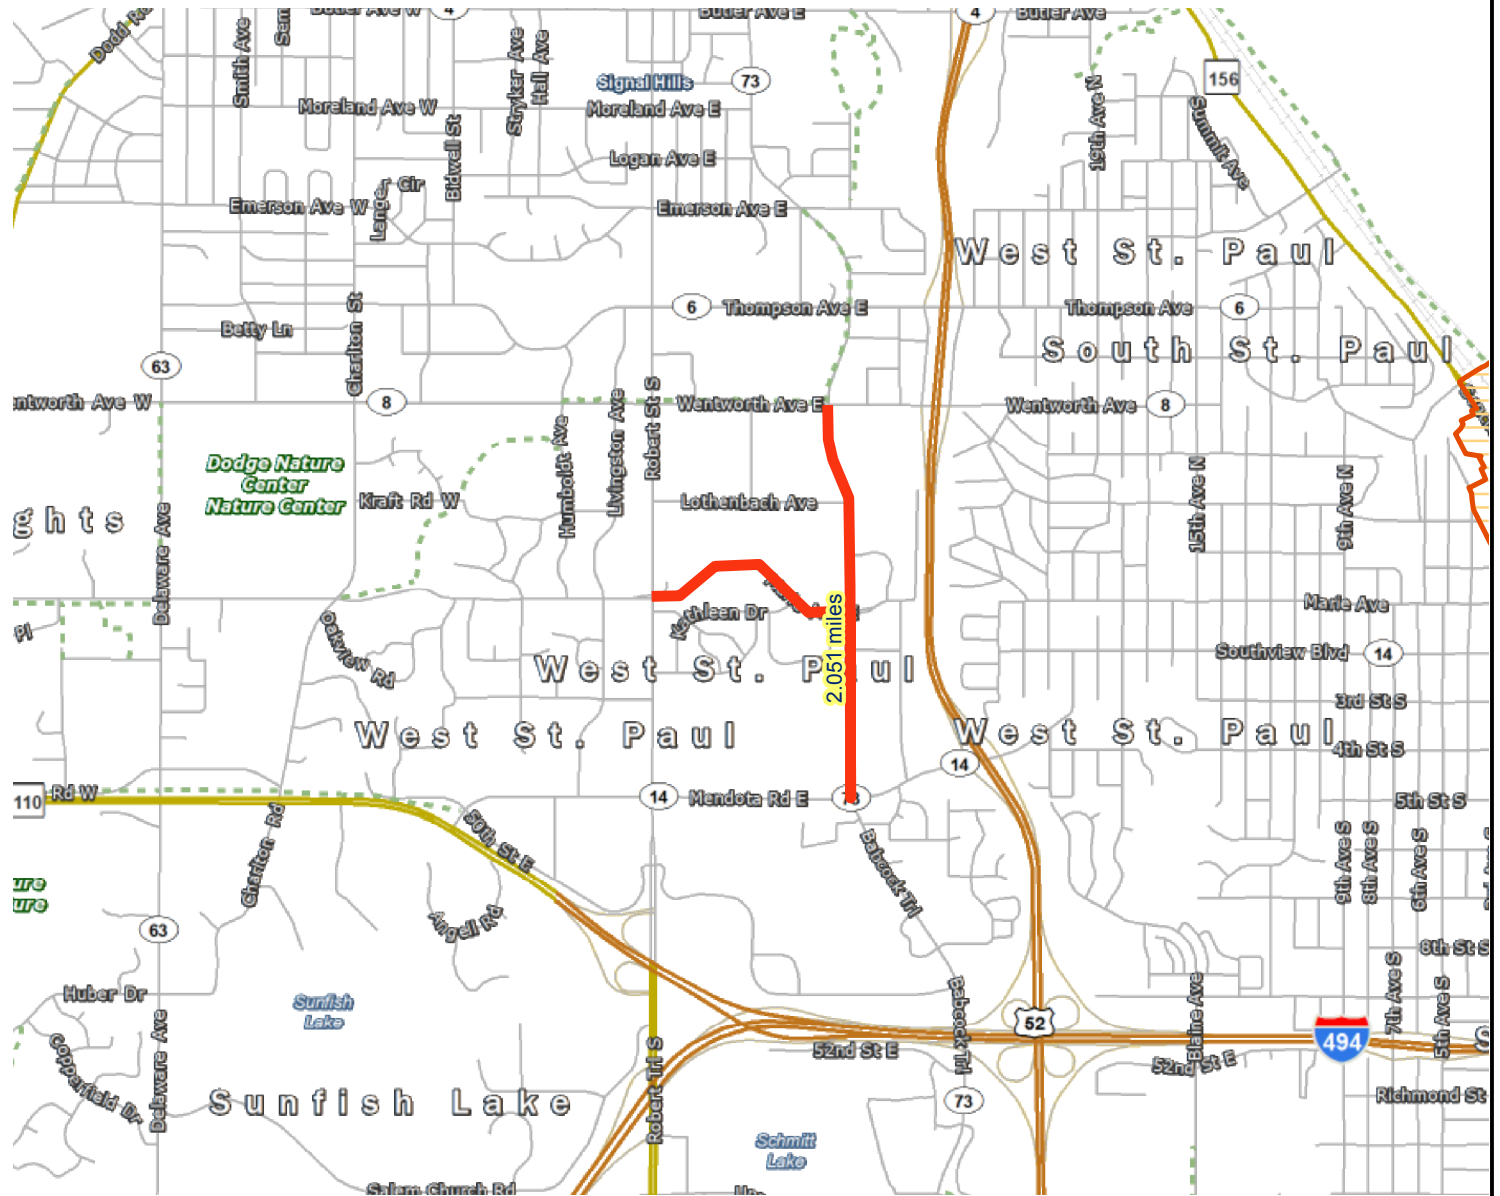 Butler Ave W
4
Butler Ave E
4
Butler Ave
Dodd Rd
Smith Ave
Stryker Ave
Hall Ave
Signal Hills
73
156
Moreland Ave W
Moreland Ave E
19th Ave N
Summit Ave
Bidwell St
Logan Ave E
Langer Cir
Emerson Ave W
Emerson Ave E
West St. Paul
Charlton St
6
Thompson Ave E
Thompson Ave
6
Betty Ln
South St. Paul
63
8
Wentworth Ave E
Wentworth Ave
8
Robert St S
Livingston Ave
Humboldt Ave
Dodge Nature
Center
Nature Center
Kraft Rd W
Lothenbach Ave
15th Ave N
9th Ave N
ghts
Delaware Ave
Pl
Kathleen Dr
Marie Ave
2.051 miles
Oakview Rd
Southview Blvd
14
West St. Paul
3rd St S
West St. Paul
West St. Paul
4th St S
14
110
Rd W
14
Mendota Rd E
73
5th St S
Charlton Rd
50th St E
Babcock Trl
9th Ave S
8th Ave S
6th Ave S
ure
ure
Angell Rd
63
8th St S
Huber Dr
Sunfish
Lake
Babcock Trl
Blaine Ave
7th Ave S
5th Ave S
52
494
S
52nd St E
52nd St E
Copperfield Dr
Delaware Ave
Robert Trl S
Sunfish Lake
73
Richmond St
Schmitt
Lake
Salem Church Rd